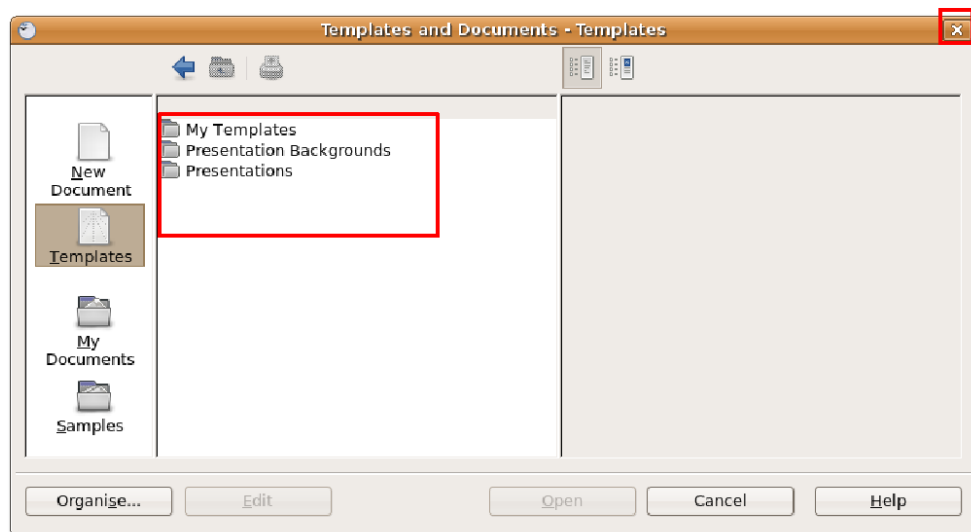 Templates and Documents - Templates
My Templates
Presentation Backgrounds
Presentations
New
Document
Templates
My
Documents
Samples
Organise...
Edit
Open
Cancel
Help